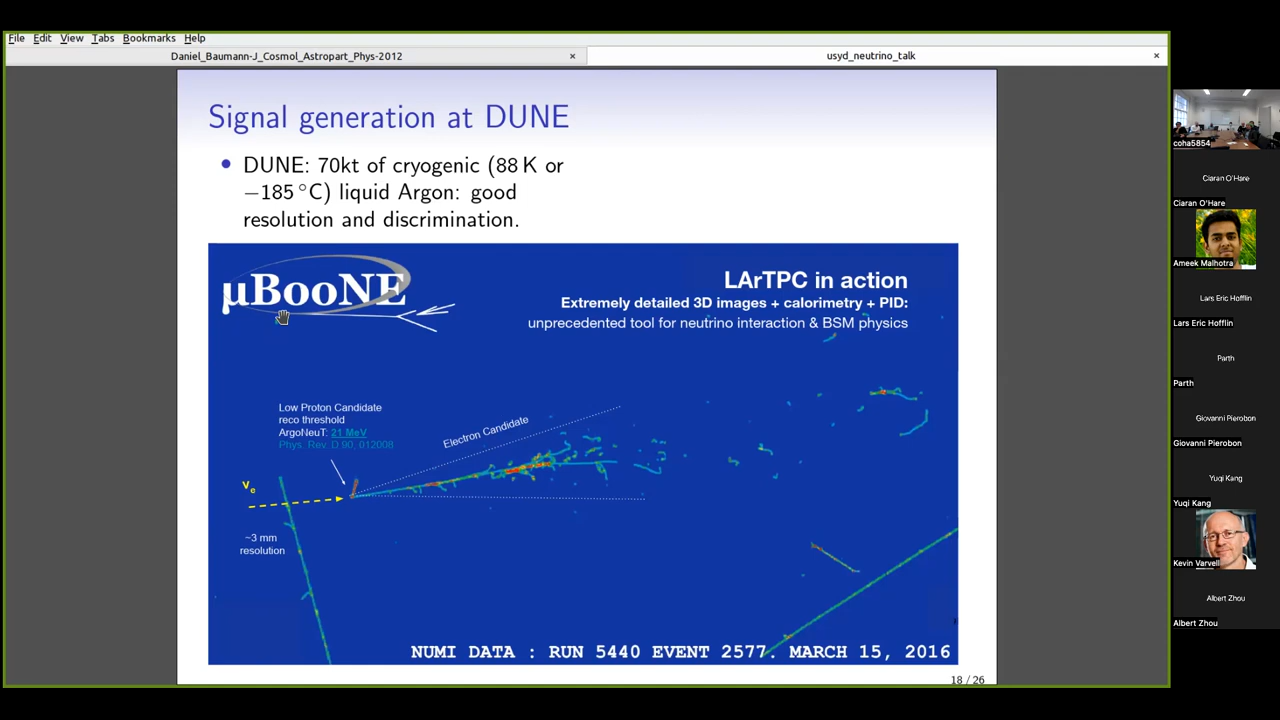 File Edit View Tabs Bookmarks Help
Daniel_Baumann-J_Cosmol_Astropart_Phys-2012 ×
usyd_neutrino_talk ×
Signal generation at DUNE
• DUNE: 70kt of cryogenic (88 K or
−185 °C) liquid Argon: good
resolution and discrimination.
μBooNE
LArTPC in action
Extremely detailed 3D images + calorimetry + PID:
unprecedented tool for neutrino interaction & BSM physics
Low Proton Candidate
reco threshold
ArgoNeuT: 21 MeV
Phys. Rev. D 90, 012008
Electron Candidate
νe
~3 mm
resolution
NUMI DATA : RUN 5440 EVENT 2577. MARCH 15, 2016
18 / 26
coha5854
Ciaran O'Hare
Ciaran O'Hare
Ameek Malhotra
Lars Eric Hofflin
Lars Eric Hofflin
Parth
Parth
Giovanni Pierobon
Giovanni Pierobon
Yuqi Kang
Yuqi Kang
Kevin Varvell
Albert Zhou
Albert Zhou